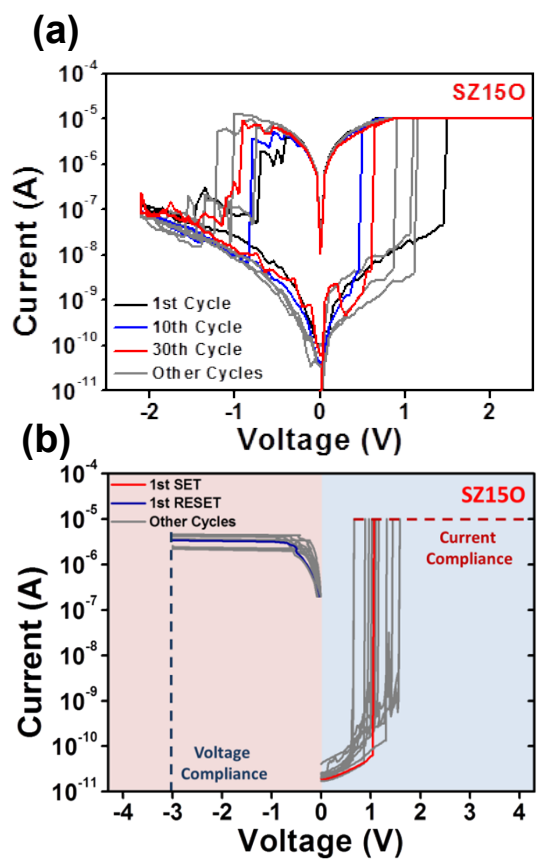 (a)
10⁻⁴
SZ15O
10⁻⁵
10⁻⁶
10⁻⁷
10⁻⁸
10⁻⁹
10⁻¹⁰
10⁻¹¹
Current (A)
1st Cycle
10th Cycle
30th Cycle
Other Cycles
-2 -1 0 1 2
Voltage (V)
(b)
10⁻⁴
10⁻⁵
10⁻⁶
10⁻⁷
10⁻⁸
10⁻⁹
10⁻¹⁰
10⁻¹¹
Current (A)
1st SET
1st RESET
Other Cycles
SZ15O
Current
Compliance
Voltage
Compliance
-4 -3 -2 -1 0 1 2 3 4
Voltage (V)